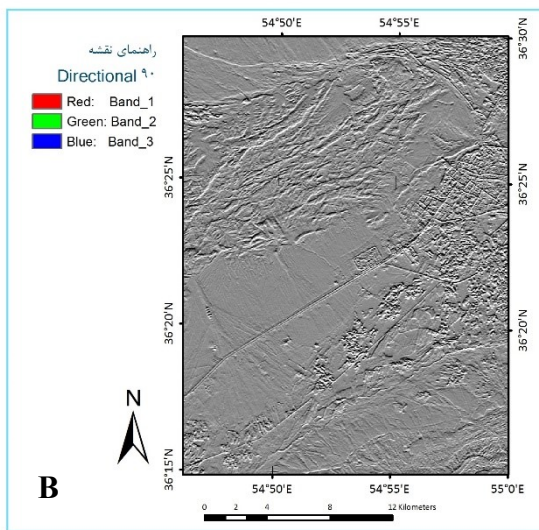 راهنمای نقشه
Directional ۹۰
Red: Band_1
Green: Band_2
Blue: Band_3
54°50'E 54°55'E
36°30'N
36°25'N 36°25'N
36°20'N 36°20'N
36°15'N
54°50'E 54°55'E 55°0'E
N
B
0 2 4 8 12 Kilometers